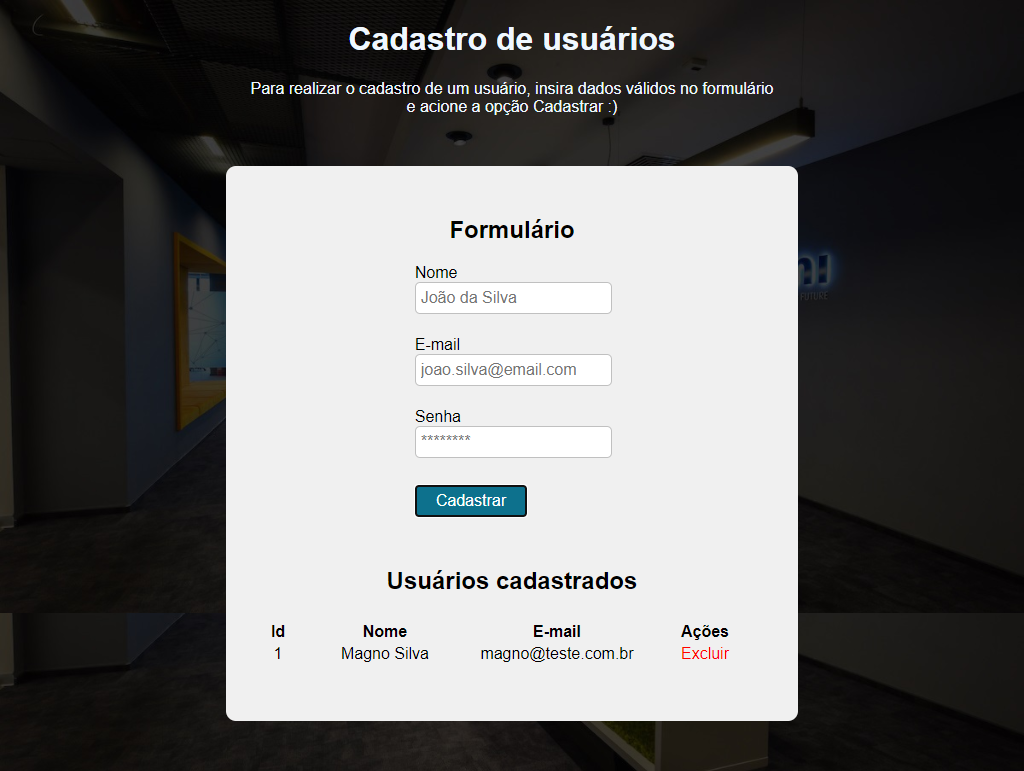 Cadastro de usuários
Para realizar o cadastro de um usuário, insira dados válidos no formulário
e acione a opção Cadastrar :)
Formulário
Nome
João da Silva
E-mail
joao.silva@email.com
Senha
********
Cadastrar
Usuários cadastrados
Id Nome E-mail Ações
1 Magno Silva magno@teste.com.br Excluir
FUTURE